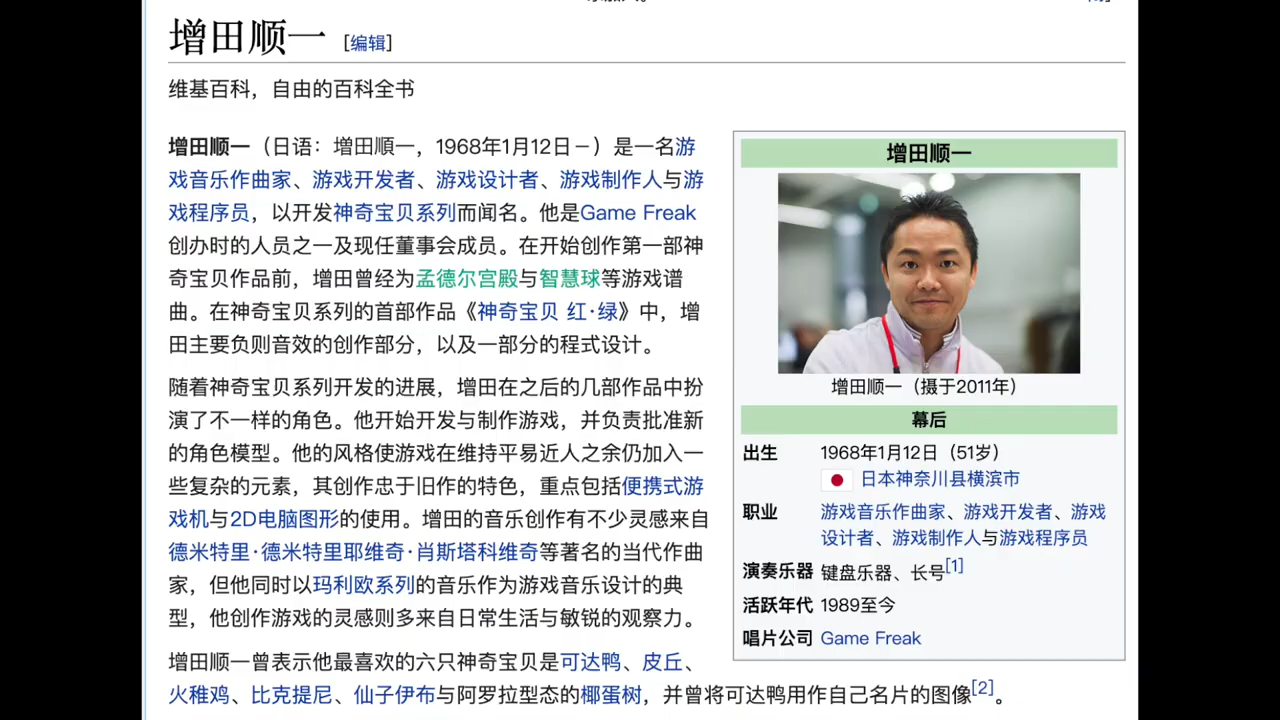 增田顺一 [编辑]
维基百科，自由的百科全书
增田顺一（日语：增田順一，1968年1月12日－）是一名游
戏音乐作曲家、游戏开发者、游戏设计者、游戏制作人与游
戏程序员，以开发神奇宝贝系列而闻名。他是Game Freak
创办时的人员之一及现任董事会成员。在开始创作第一部神
奇宝贝作品前，增田曾经为孟德尔宫殿与智慧球等游戏谱
曲。在神奇宝贝系列的首部作品《神奇宝贝 红·绿》中，增
田主要负则音效的创作部分，以及一部分的程式设计。
随着神奇宝贝系列开发的进展，增田在之后的几部作品中扮
演了不一样的角色。他开始开发与制作游戏，并负责批准新
的角色模型。他的风格使游戏在维持平易近人之余仍加入一
些复杂的元素，其创作忠于旧作的特色，重点包括便携式游
戏机与2D电脑图形的使用。增田的音乐创作有不少灵感来自
德米特里·德米特里耶维奇·肖斯塔科维奇等著名的当代作曲
家，但他同时以玛利欧系列的音乐作为游戏音乐设计的典
型，他创作游戏的灵感则多来自日常生活与敏锐的观察力。
增田顺一曾表示他最喜欢的六只神奇宝贝是可达鸭、皮丘、
火稚鸡、比克提尼、仙子伊布与阿罗拉型态的椰蛋树，并曾将可达鸭用作自己名片的图像[2]。
增田顺一
增田顺一（摄于2011年）
幕后
出生 1968年1月12日（51岁）
日本神奈川县横滨市
职业 游戏音乐作曲家、游戏开发者、游戏
设计者、游戏制作人与游戏程序员
演奏乐器 键盘乐器、长号[1]
活跃年代 1989至今
唱片公司 Game Freak